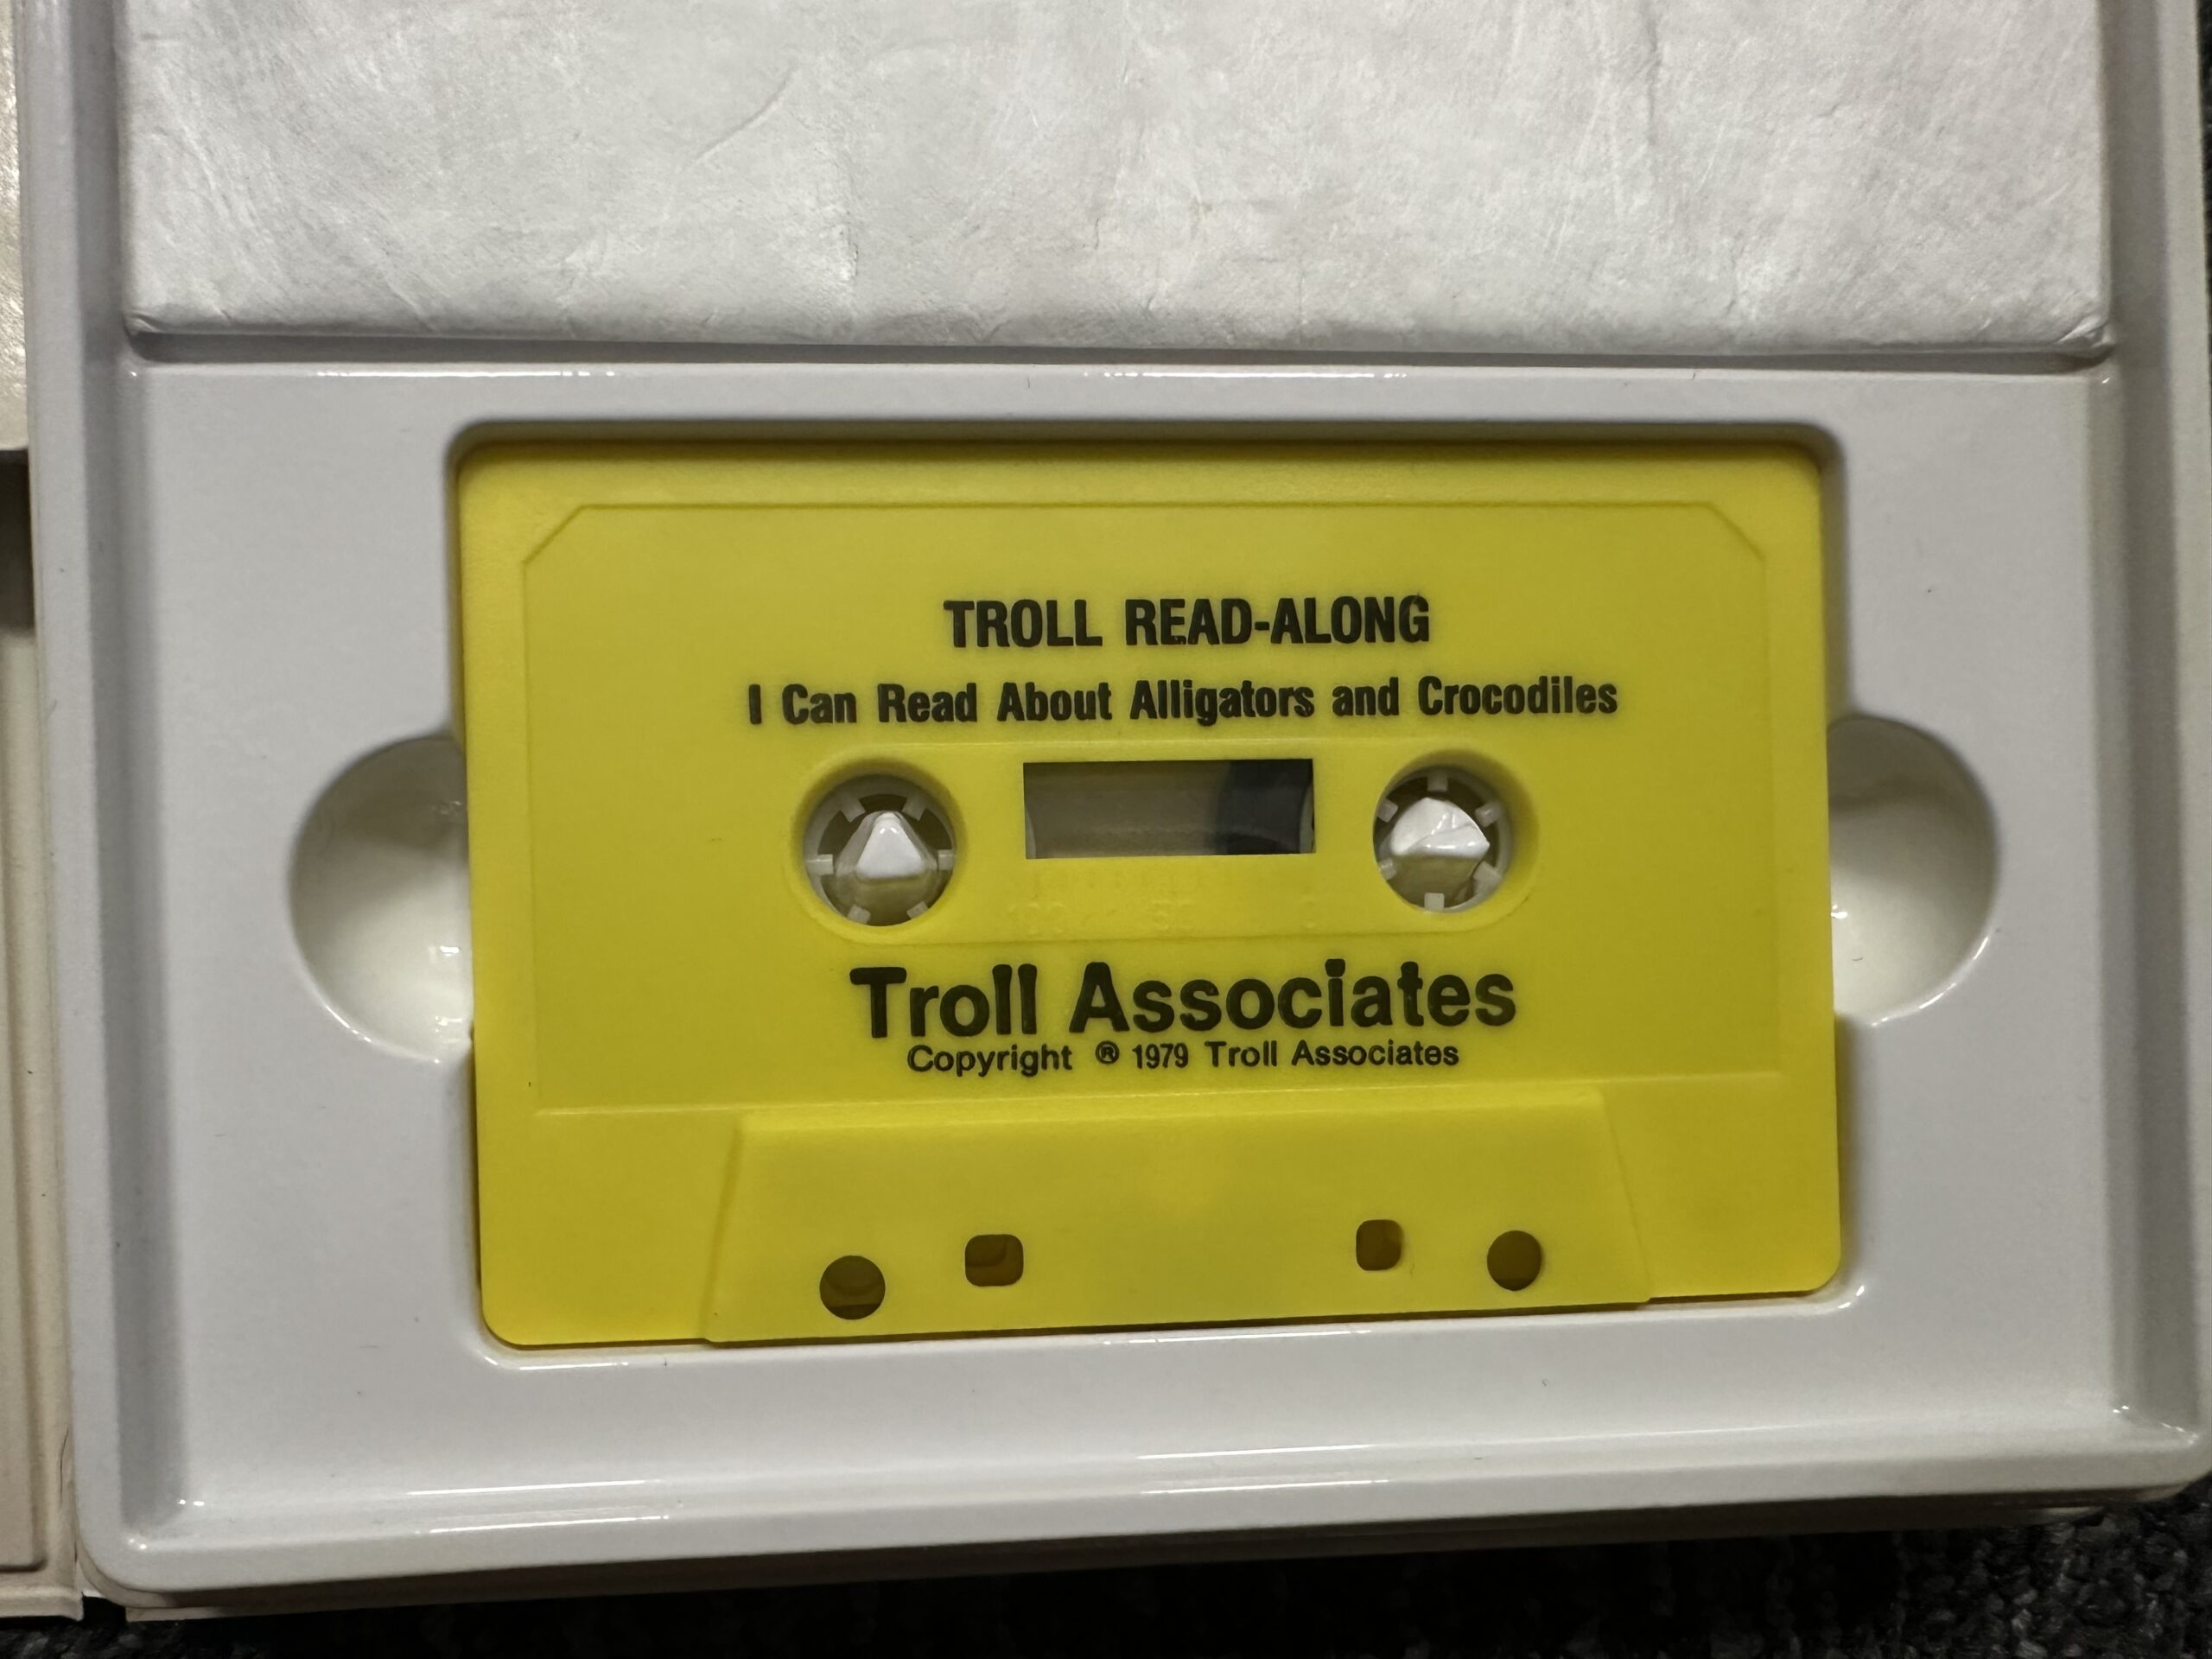 TROLL READ-ALONG
I Can Read About Alligators and Crocodiles
Troll Associates
Copyright ® 1979 Troll Associates